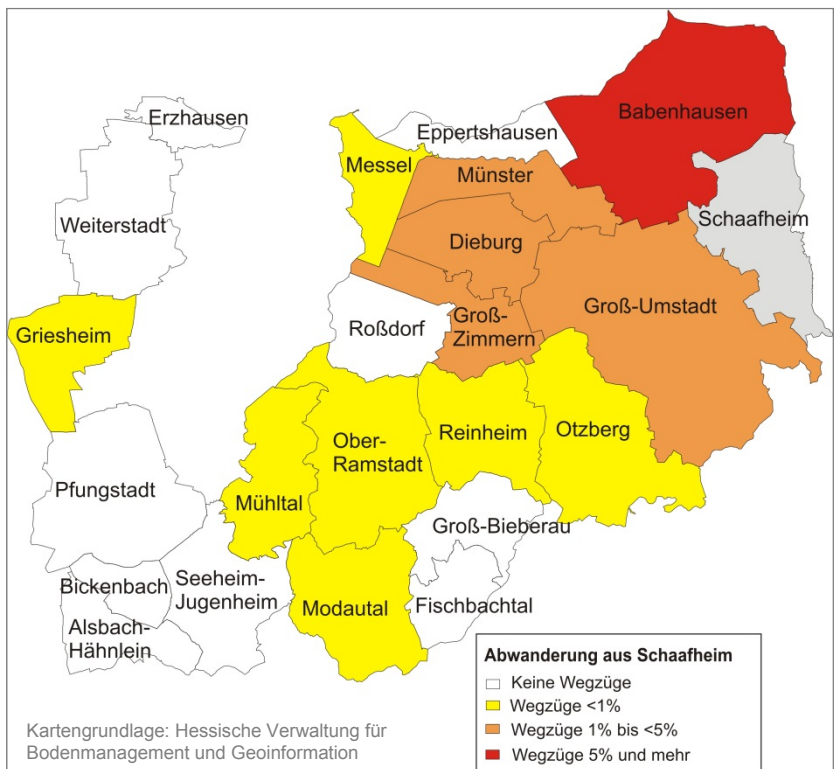 Erzhausen
Eppertshausen
Babenhausen
Messel
Münster
Weiterstadt
Schaafheim
Dieburg
Groß-Umstadt
Griesheim
Roßdorf
Groß-
Zimmern
Ober-
Ramstadt
Reinheim
Otzberg
Pfungstadt
Mühltal
Groß-Bieberau
Bickenbach
Seeheim-
Jugenheim
Modautal
Fischbachtal
Alsbach-
Hähnlein
Abwanderung aus Schaafheim
Keine Wegzüge
Wegzüge <1%
Wegzüge 1% bis <5%
Wegzüge 5% und mehr
Kartengrundlage: Hessische Verwaltung für
Bodenmanagement und Geoinformation